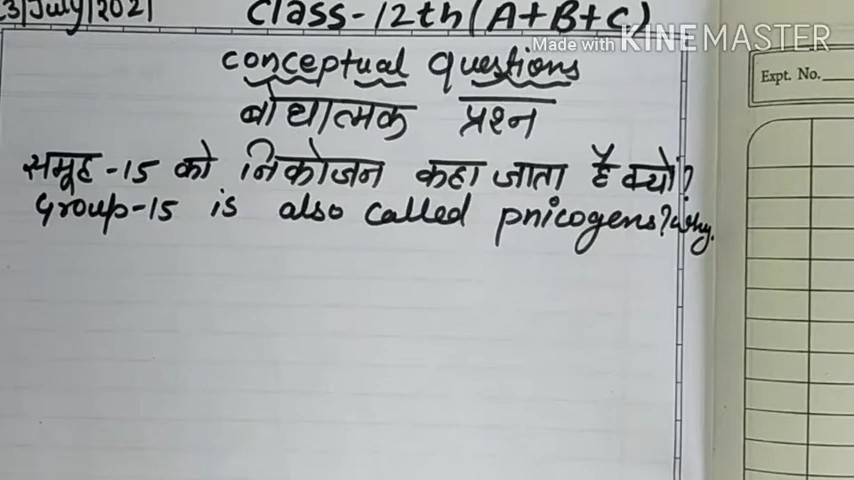 3|July|2021 Class-12th(A+B+C)
Made with KINEMASTER
conceptual questions
बोधात्मक प्रश्न
समूह-15 को निकोजन कहा जाता है क्यो?
Group-15 is also called pnicogens? why.
Expt. No.